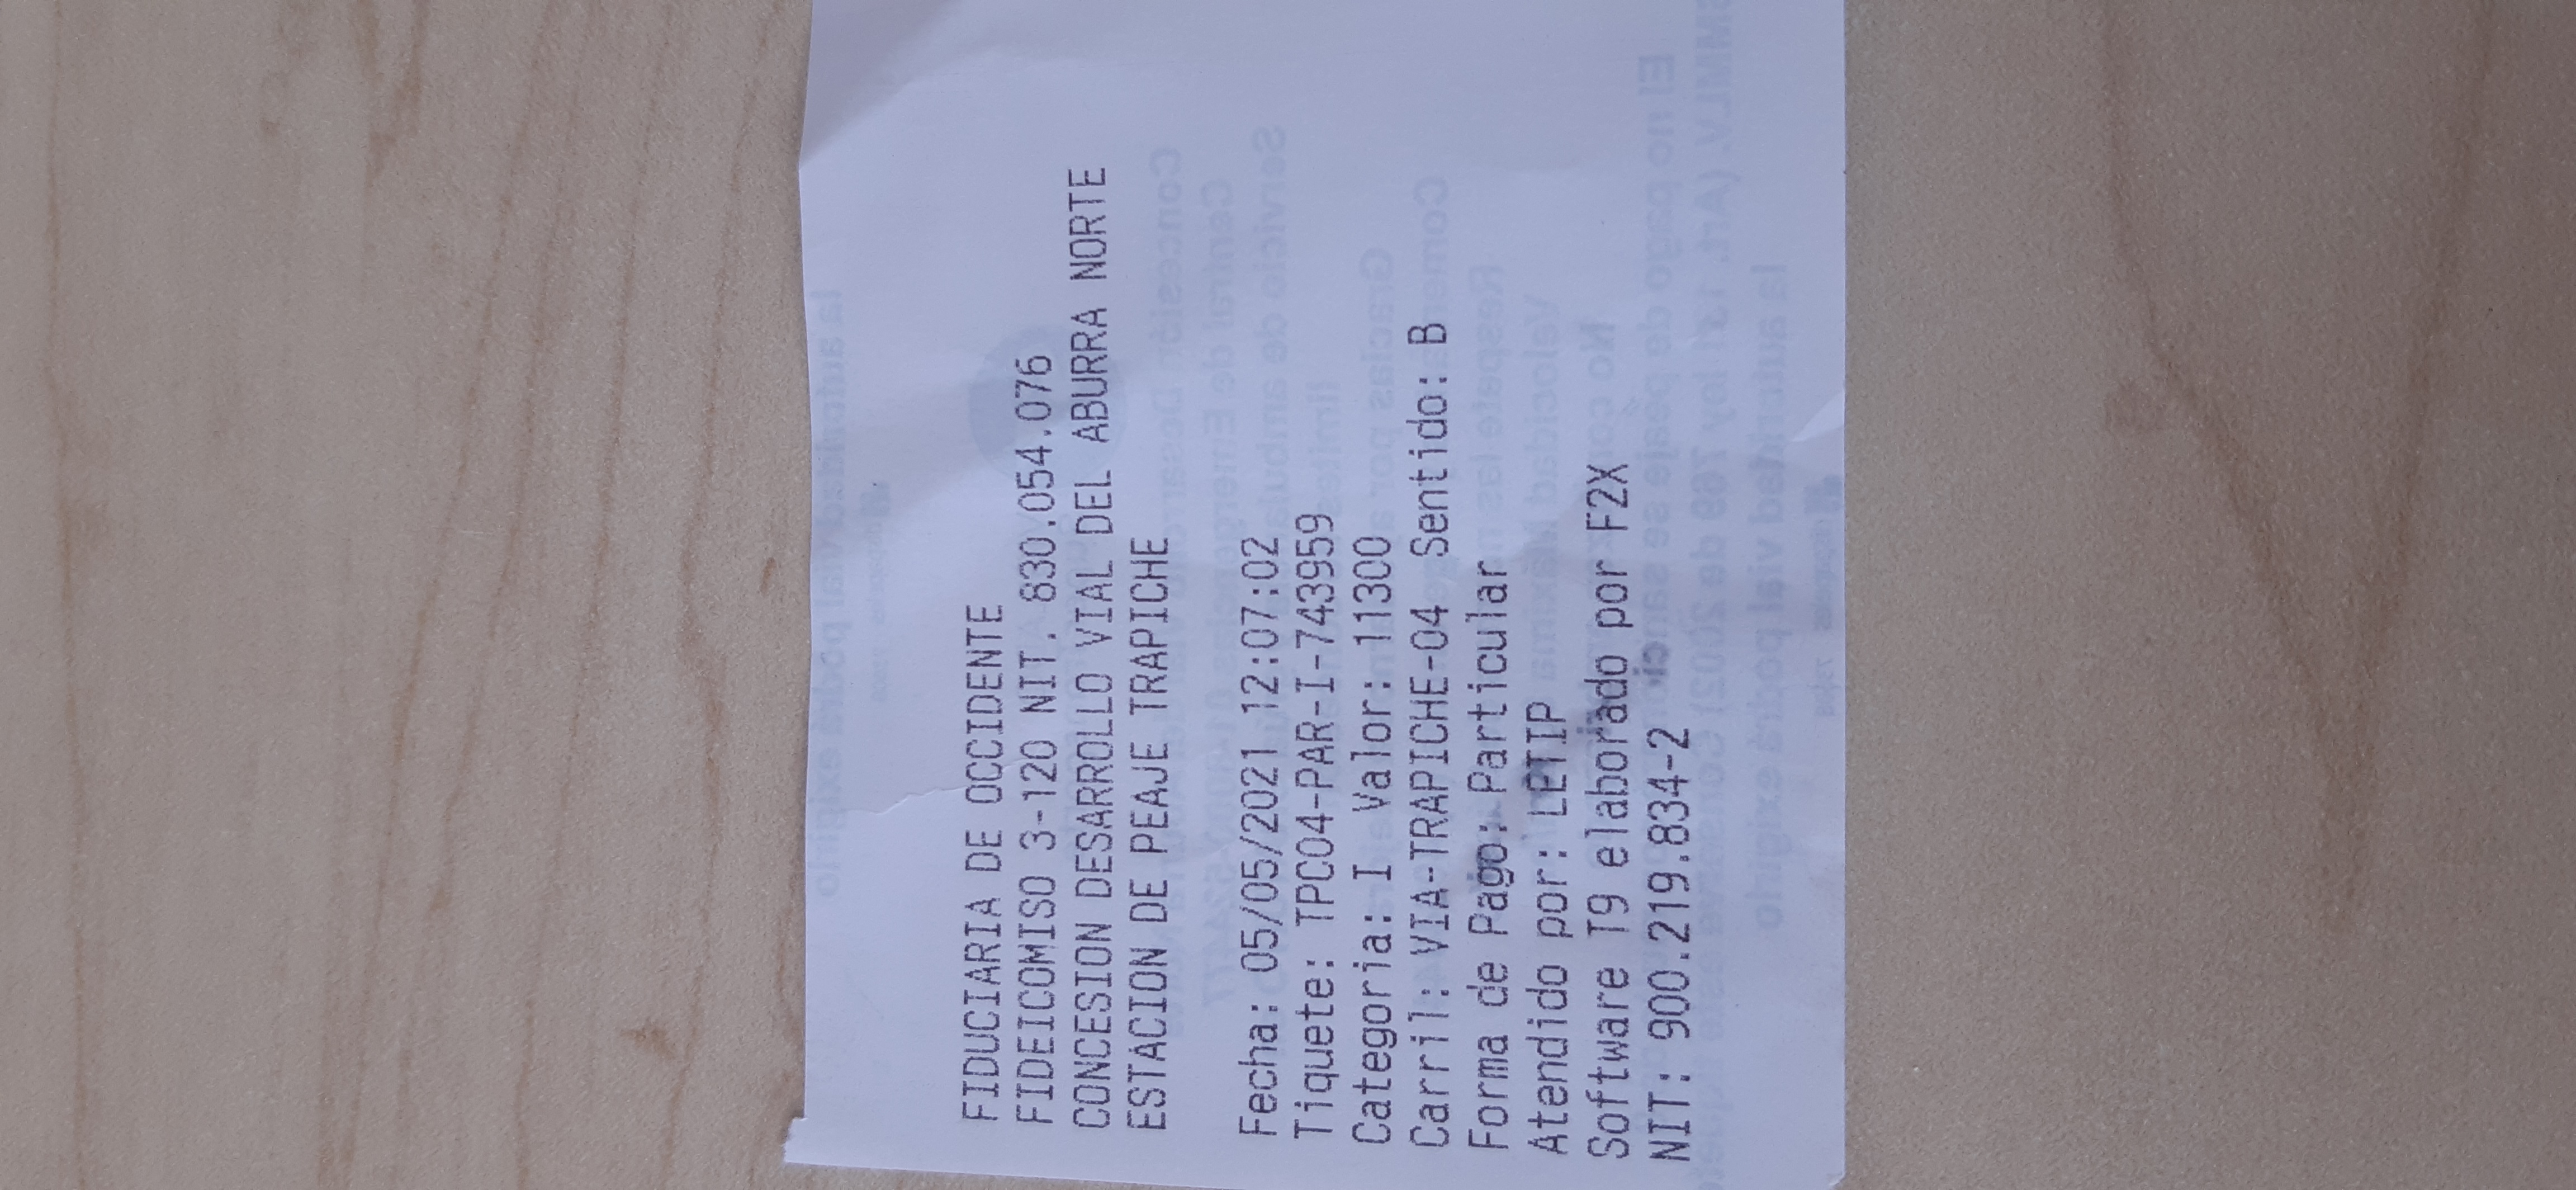 FIDUCIARIA DE OCCIDENTE
FIDEICOMISO 3-120 NIT. 830.054.076
CONCESION DESARROLLO VIAL DEL ABURRA NORTE
ESTACION DE PEAJE TRAPICHE
Fecha: 05/05/2021 12:07:02
Tiquete: TPC04-PAR-I-743959
Categoria: I Valor: 11300
Carril: VIA-TRAPICHE-04 Sentido: B
Forma de Pago: Particular
Atendido por: LEIIP
Software T9 elaborado por F2X
NIT: 900.219.834-2